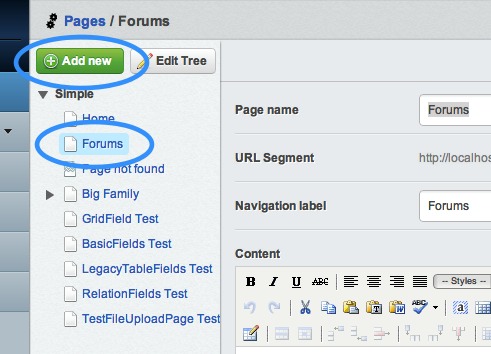 Pages / Forums
Add new
Edit Tree
Simple
Home
Forums
Page not found
Big Family
GridField Test
BasicFields Test
LegacyTableFields Test
RelationFields Test
TestFileUploadPage Test
Page name
Forums
URL Segment
http://localhos
Navigation label
Forums
Content
B I U ABC
-- Styles --
ABC